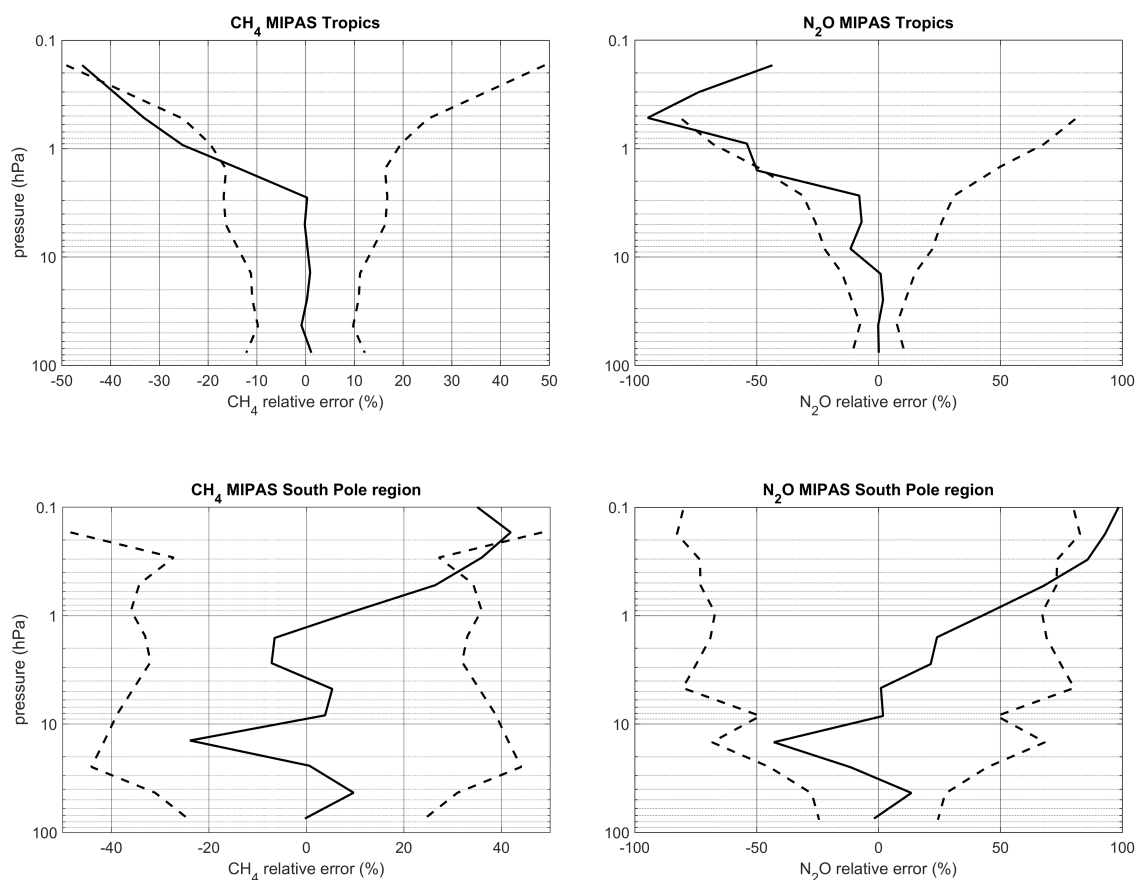 CH4 MIPAS Tropics
0.1
1
10
100
pressure (hPa)
-50 -40 -30 -20 -10 0 10 20 30 40 50
CH4 relative error (%)
N2O MIPAS Tropics
0.1
1
10
100
-100 -50 0 50 100
N2O relative error (%)
CH4 MIPAS South Pole region
0.1
1
10
100
pressure (hPa)
-40 -20 0 20 40
CH4 relative error (%)
N2O MIPAS South Pole region
0.1
1
10
100
-100 -50 0 50 100
N2O relative error (%)